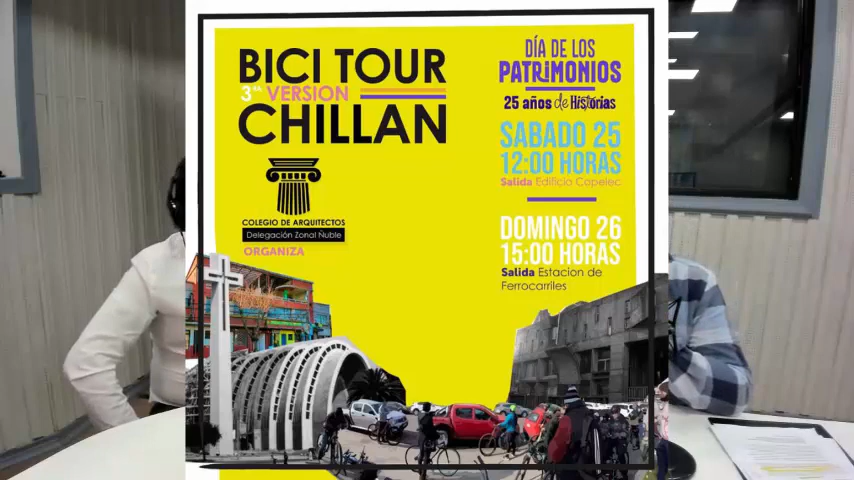 BICI TOUR
3ra VERSION
CHILLAN
COLEGIO DE ARQUITECTOS
Delegación Zonal Ñuble
ORGANIZA
DÍA DE LOS
PATRIMONIOS
25 años de Historias
SABADO 25
12:00 HORAS
Salida Edificio Copelec
DOMINGO 26
15:00 HORAS
Salida Estacion de
Ferrocarriles